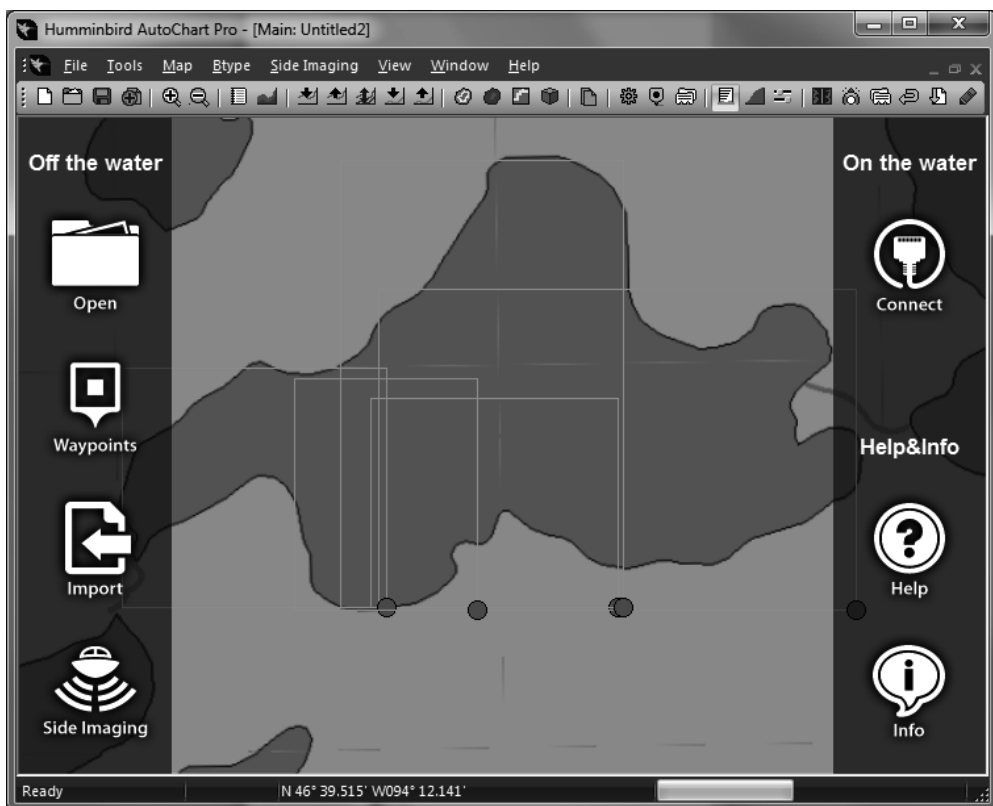 Humminbird AutoChart Pro - [Main: Untitled2]
File Tools Map Btype Side Imaging View Window Help
Off the water
On the water
Open
Connect
Waypoints
Help&Info
Import
Help
Side Imaging
Info
Ready
N 46° 39.515' W094° 12.141'